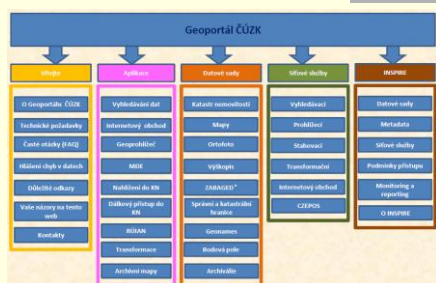 Geoportál ČÚZK
Vítejte
O Geoportálu ČÚZK
Technické požadavky
Časté otázky (FAQ)
Hlášení chyb v datech
Důležité odkazy
Vaše názory na tento
web
Kontakty
Aplikace
Vyhledávání dat
Internetový obchod
Geoprohlížeč
Nahlížení do KN
Dálkový přístup do
KN
RÚIAN
Transformace
Archivní mapy
Datové sady
Katastr nemovitostí
Mapy
Ortofoto
Výškopis
ZABAGED®
Správní a katastrální
hranice
Geonames
Bodová pole
Archiválie
Síťové služby
Vyhledávací
Prohlížecí
Stahovací
Transformační
Internetový obchod
CZEPOS
INSPIRE
Datové sady
Metadata
Síťové služby
Podmínky přístupu
Monitoring a
reporting
O INSPIRE